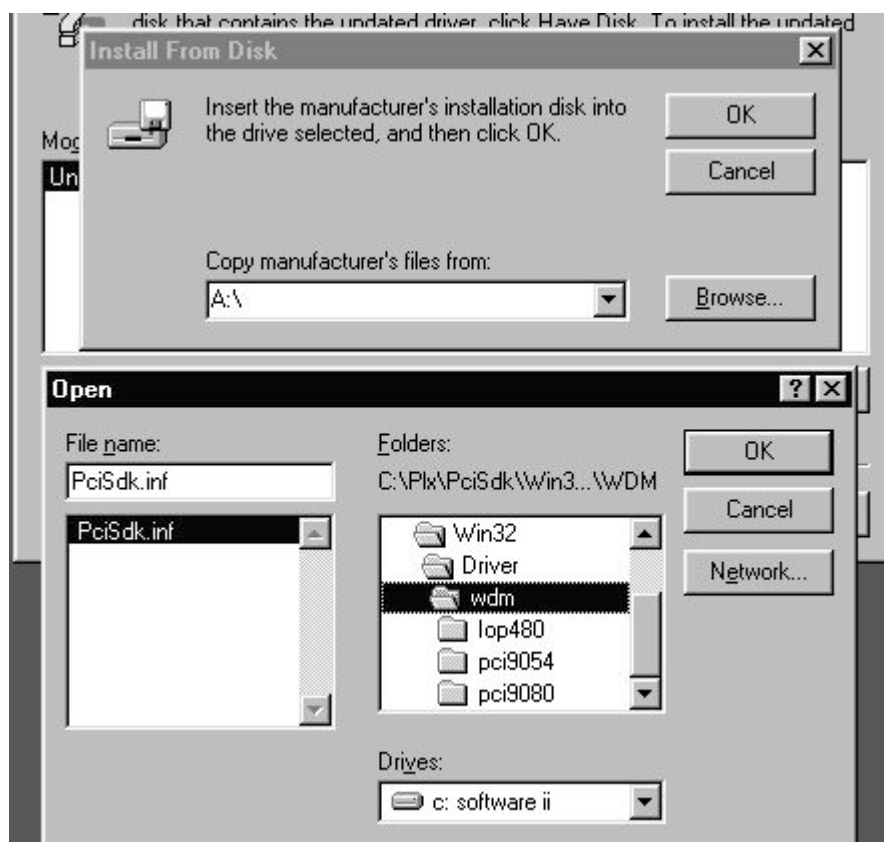 disk that contains the updated driver, click Have Disk. To install the updated
Install From Disk
Insert the manufacturer's installation disk into
the drive selected, and then click OK.
OK
Cancel
Mod
Un
Copy manufacturer's files from:
A:\
Browse...
Open
File name:
PciSdk.inf
PciSdk.inf
Folders:
C:\Plx\PciSdk\Win3...\WDM
Win32
Driver
wdm
Iop480
pci9054
pci9080
OK
Cancel
Network...
Drives:
c: software ii